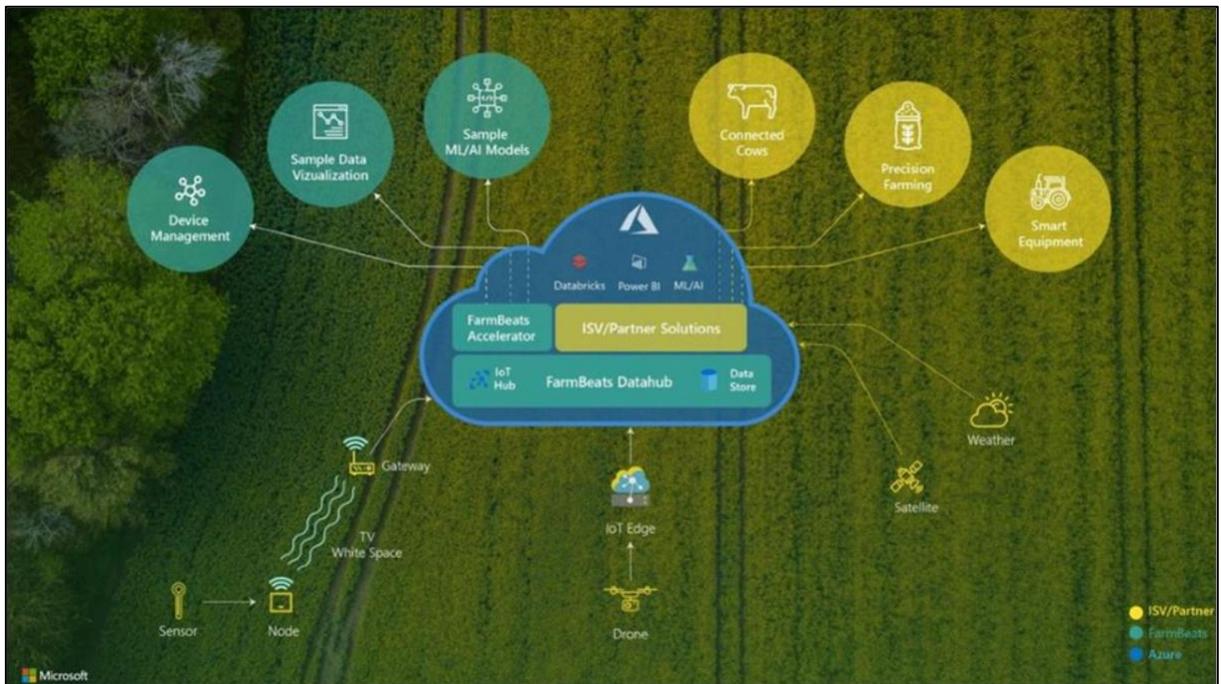 Sample
ML/AI Models
Connected
Cows
Sample Data
Vizualization
Precision
Farming
Device
Management
Smart
Equipment
Databricks
Power BI
ML/AI
FarmBeats
Accelerator
ISV/Partner Solutions
IoT
Hub
FarmBeats Datahub
Data
Store
Weather
Gateway
Satellite
IoT Edge
TV
White Space
Sensor
Node
Drone
ISV/Partner
FarmBeats
Azure
Microsoft